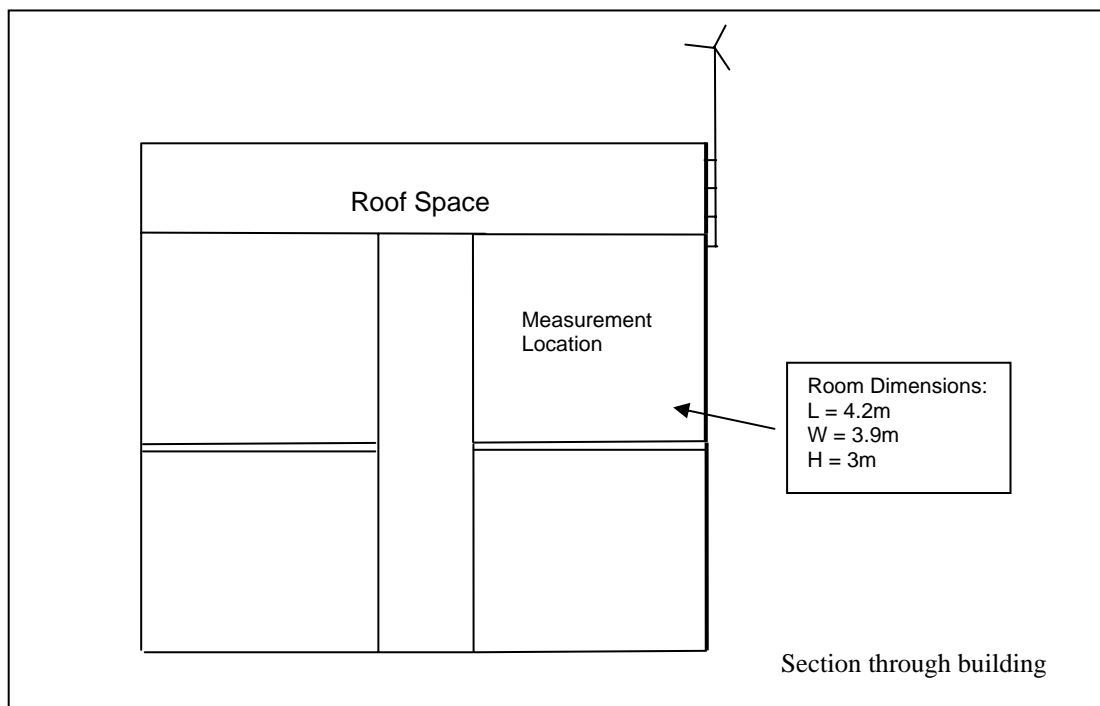 Roof Space
Measurement
Location
Room Dimensions:
L = 4.2m
W = 3.9m
H = 3m
Section through building